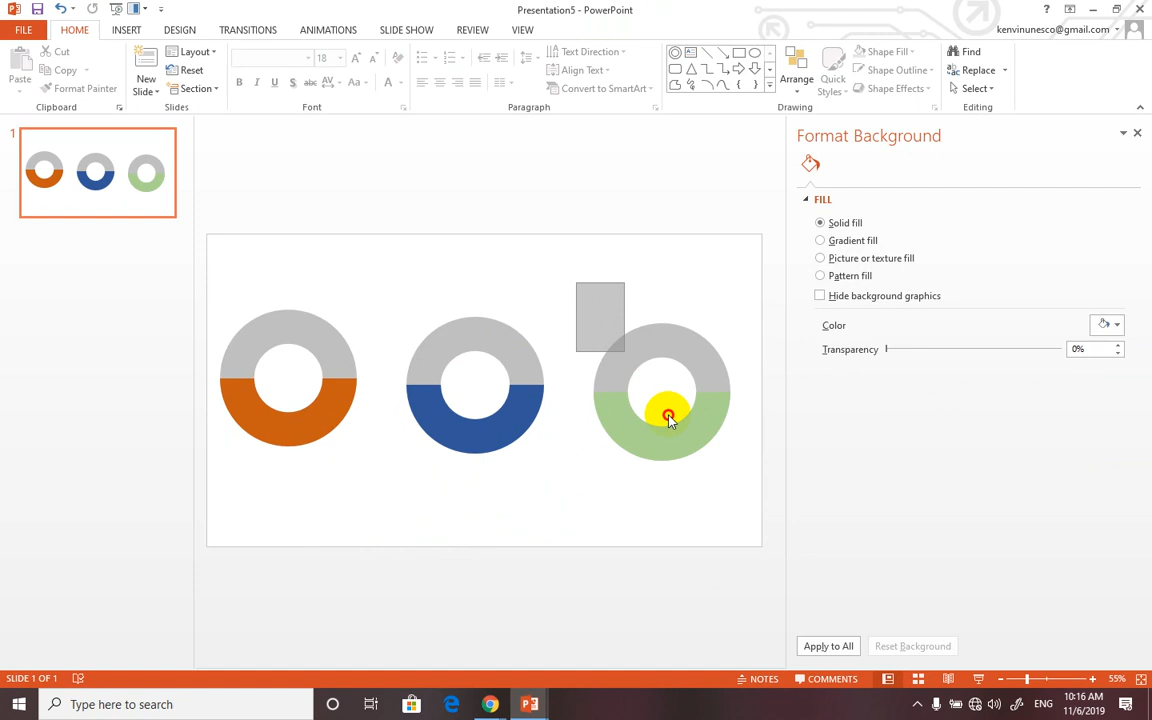 Presentation5 - PowerPoint
?
FILE HOME INSERT DESIGN TRANSITIONS ANIMATIONS SLIDE SHOW REVIEW VIEW
kenvinunesco@gmail.com
Paste
Cut
Copy
Format Painter
Clipboard
New Slide
Layout
Reset
Section
Slides
18
B I U S abc AV Aa A
Font
Text Direction
Align Text
Convert to SmartArt
Paragraph
Arrange
Quick Styles
Shape Fill
Shape Outline
Shape Effects
Drawing
Find
Replace
Select
Editing
1
Format Background
FILL
Solid fill
Gradient fill
Picture or texture fill
Pattern fill
Hide background graphics
Color
Transparency 0%
Apply to All Reset Background
SLIDE 1 OF 1
NOTES COMMENTS 55%
Type here to search
ENG
10:16 AM
11/6/2019